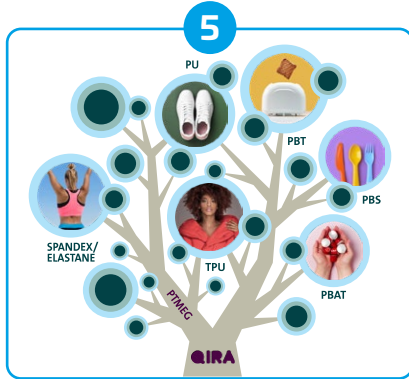 5
PU
PBT
PBS
SPANDEX/
ELASTANE
TPU
PBAT
PTMEG
QIRA